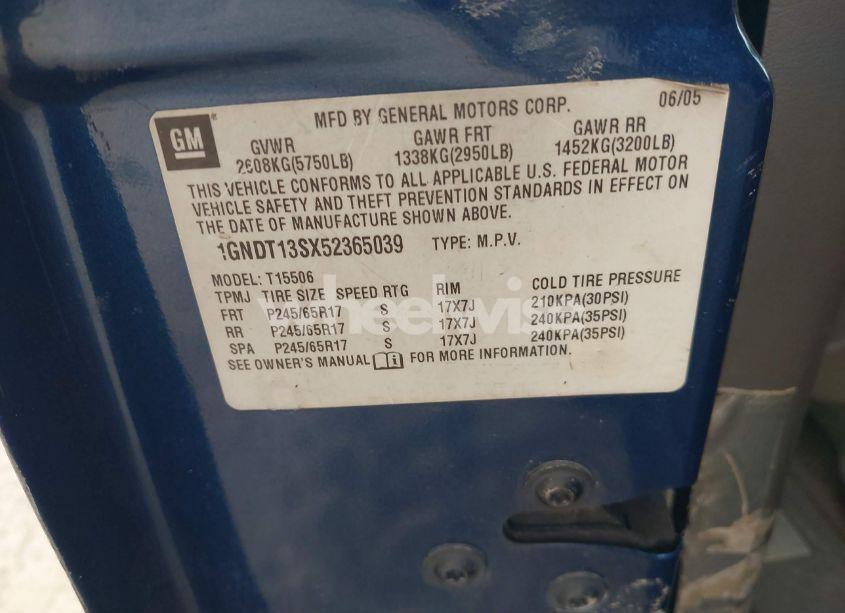 GM
MFD BY GENERAL MOTORS CORP. 06/05
GVWR GAWR FRT GAWR RR
2608KG(5750LB) 1338KG(2950LB) 1452KG(3200LB)
THIS VEHICLE CONFORMS TO ALL APPLICABLE U.S. FEDERAL MOTOR
VEHICLE SAFETY AND THEFT PREVENTION STANDARDS IN EFFECT ON
THE DATE OF MANUFACTURE SHOWN ABOVE.
1GNDT13SX52365039 TYPE: M.P.V.
MODEL: T15506
TPMJ TIRE SIZE SPEED RTG RIM COLD TIRE PRESSURE
FRT P245/65R17 S 17X7J 210KPA(30PSI)
RR P245/65R17 S 17X7J 240KPA(35PSI)
SPA P245/65R17 S 17X7J 240KPA(35PSI)
SEE OWNER'S MANUAL FOR MORE INFORMATION.